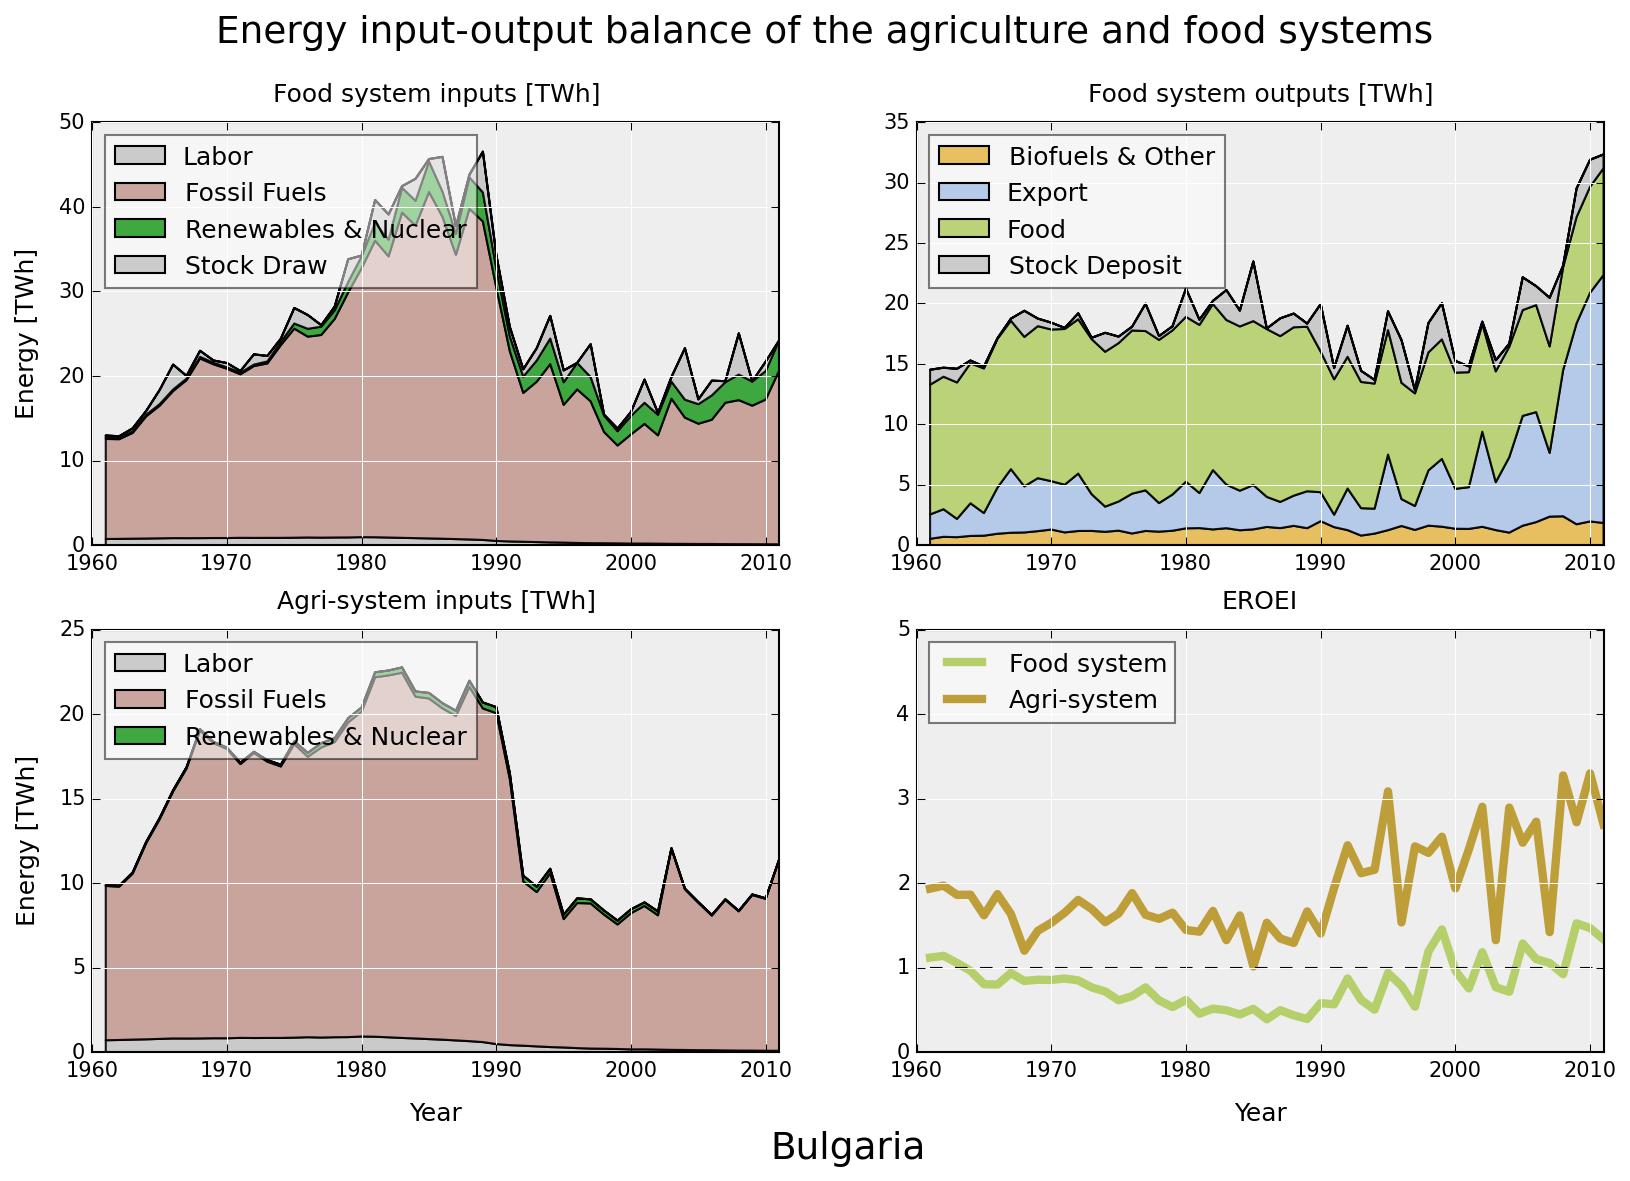 Energy input-output balance of the agriculture and food systems
Food system inputs [TWh]
Energy [TWh]
50
40
30
20
10
0
Labor
Fossil Fuels
Renewables & Nuclear
Stock Draw
1960 1970 1980 1990 2000 2010
Food system outputs [TWh]
35
30
25
20
15
10
5
0
Biofuels & Other
Export
Food
Stock Deposit
1960 1970 1980 1990 2000 2010
Agri-system inputs [TWh]
Energy [TWh]
25
20
15
10
5
0
Labor
Fossil Fuels
Renewables & Nuclear
1960 1970 1980 1990 2000 2010
Year
EROEI
5
4
3
2
1
0
Food system
Agri-system
1960 1970 1980 1990 2000 2010
Year
Bulgaria